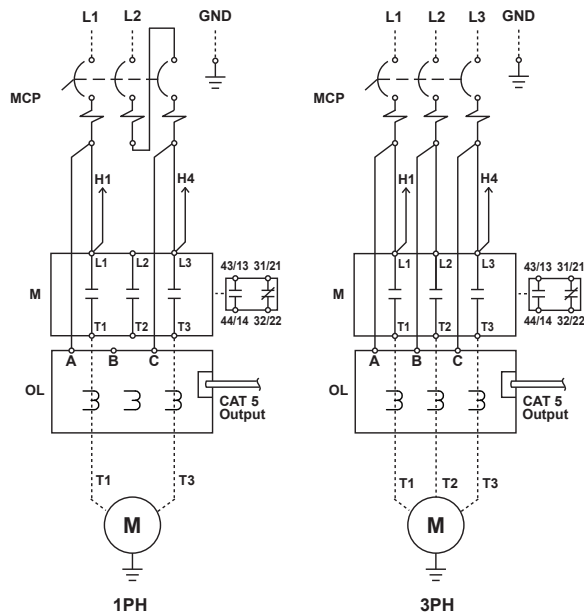 L1 L2 GND
MCP
H1 H4
L1 L2 L3
43/13 31/21
M
44/14 32/22
T1 T2 T3
A B C
OL
CAT 5
Output
T1 T3
M
1PH
L1 L2 L3 GND
MCP
H1 H4
L1 L2 L3
43/13 31/21
M
44/14 32/22
T1 T2 T3
A B C
OL
CAT 5
Output
T1 T2 T3
M
3PH